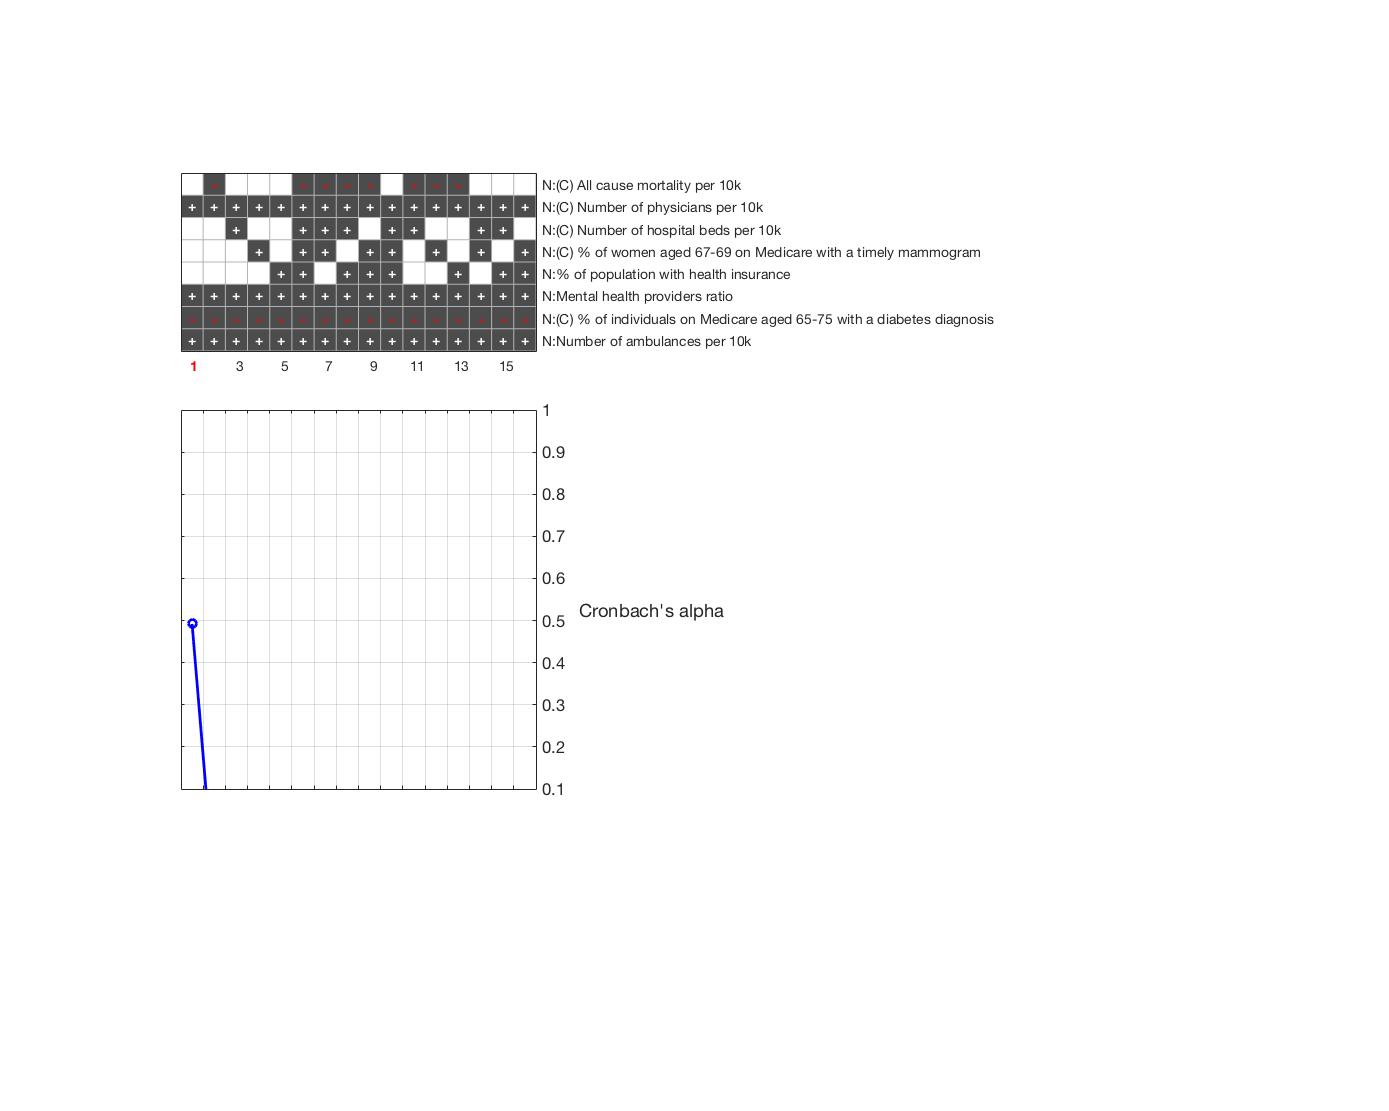 N:(C) All cause mortality per 10k
+ + + + + + + + + + + + + + + + N:(C) Number of physicians per 10k
+ + + + + + + + N:(C) Number of hospital beds per 10k
+ + + + + + + + N:(C) % of women aged 67-69 on Medicare with a timely mammogram
+ + + + + + + + N:% of population with health insurance
+ + + + + + + + + + + + + + + + N:Mental health providers ratio
N:(C) % of individuals on Medicare aged 65-75 with a diabetes diagnosis
+ + + + + + + + + + + + + + + + N:Number of ambulances per 10k
1 3 5 7 9 11 13 15
1
0.9
0.8
0.7
0.6
Cronbach's alpha
0.5
0.4
0.3
0.2
0.1